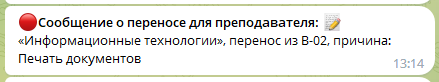 🔴Сообщение о переносе для преподавателя: 📝
«Информационные технологии», перенос из В-02, причина:
Печать документов
13:14